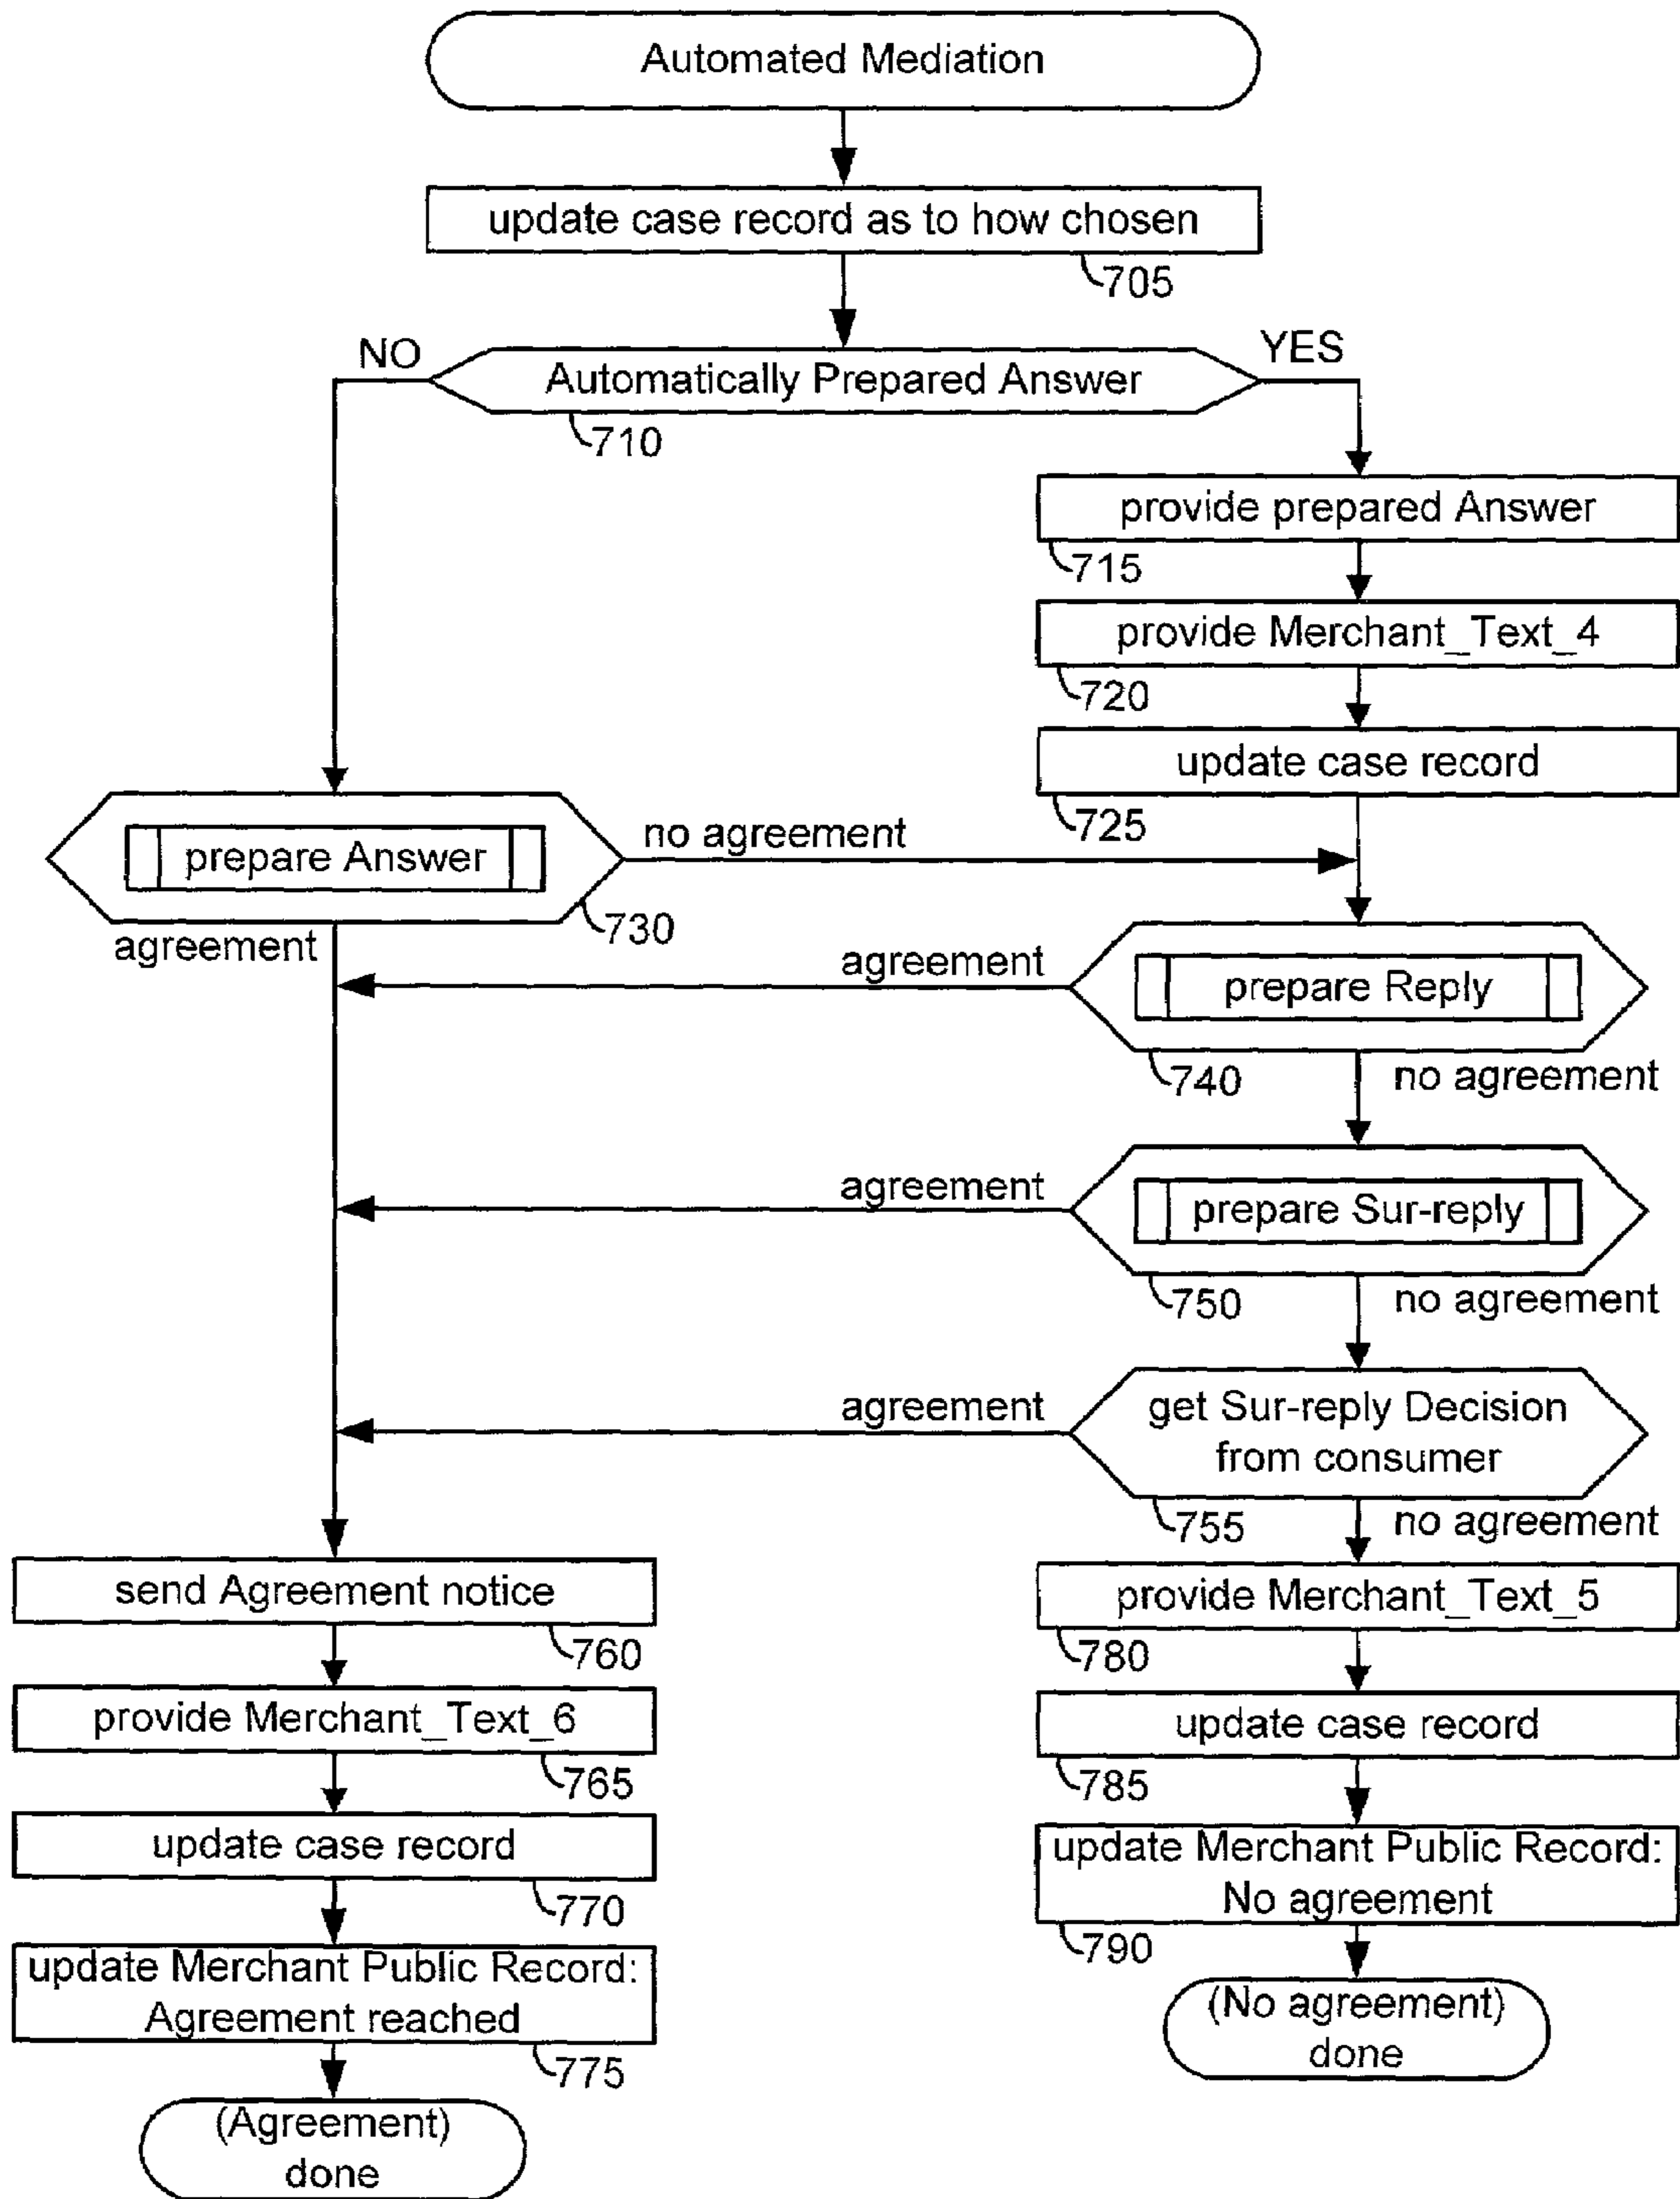 Automated Mediation
update case record as to how chosen
705
NO
YES
Automatically Prepared Answer
710
provide prepared Answer
715
provide Merchant_Text_4
720
update case record
725
prepare Answer
no agreement
730
agreement
agreement
prepare Reply
740
no agreement
agreement
prepare Sur-reply
750
no agreement
agreement
get Sur-reply Decision
from consumer
755
no agreement
send Agreement notice
760
provide Merchant_Text_5
780
provide Merchant_Text_6
765
update case record
785
update case record
770
update Merchant Public Record:
No agreement
790
update Merchant Public Record:
Agreement reached
775
(No agreement)
done
(Agreement)
done